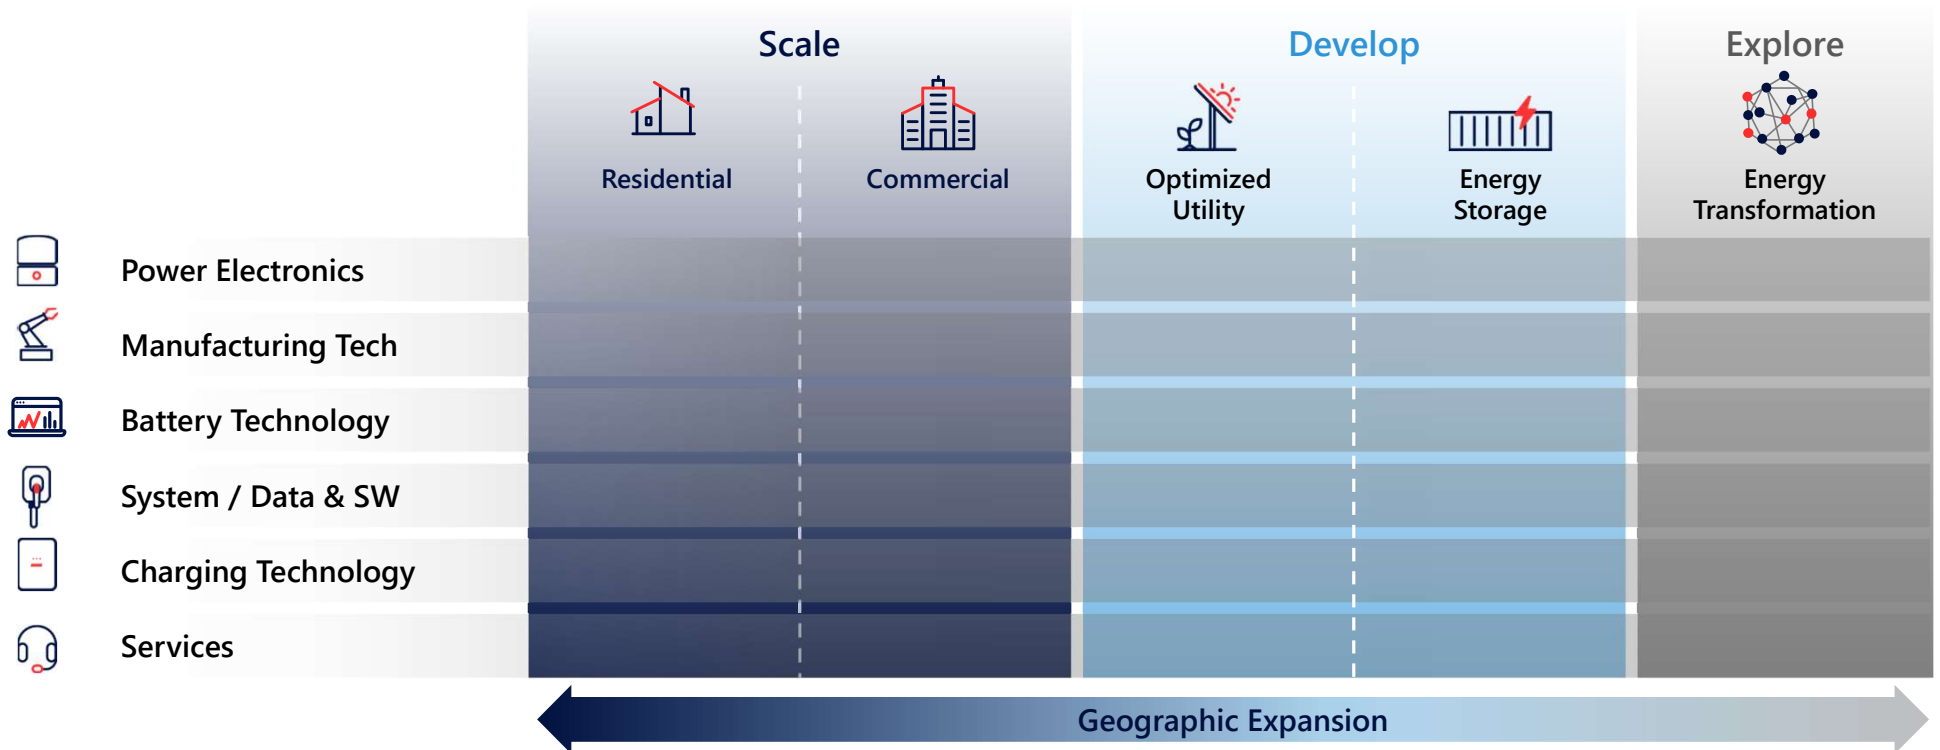 Scale
Develop
Explore
Residential
Commercial
Optimized
Utility
Energy
Storage
Energy
Transformation
Power Electronics
Manufacturing Tech
Battery Technology
System / Data & SW
Charging Technology
Services
Geographic Expansion